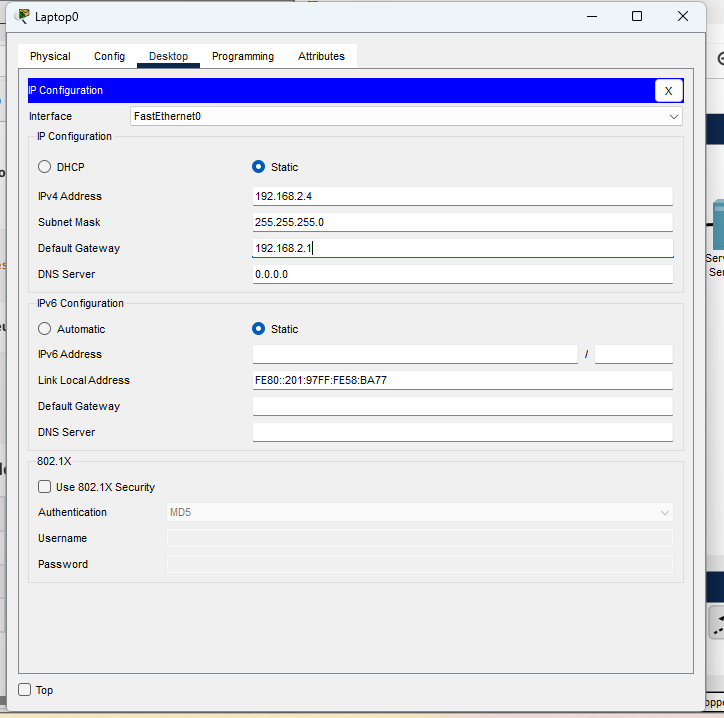 Laptop0
Physical Config Desktop Programming Attributes
IP Configuration X
Interface FastEthernet0
IP Configuration
DHCP Static
IPv4 Address 192.168.2.4
Subnet Mask 255.255.255.0
Default Gateway 192.168.2.1
DNS Server 0.0.0.0
IPv6 Configuration
Automatic Static
IPv6 Address /
Link Local Address FE80::201:97FF:FE58:BA77
Default Gateway
DNS Server
802.1X
Use 802.1X Security
Authentication MD5
Username
Password
Top
Ser
Ser